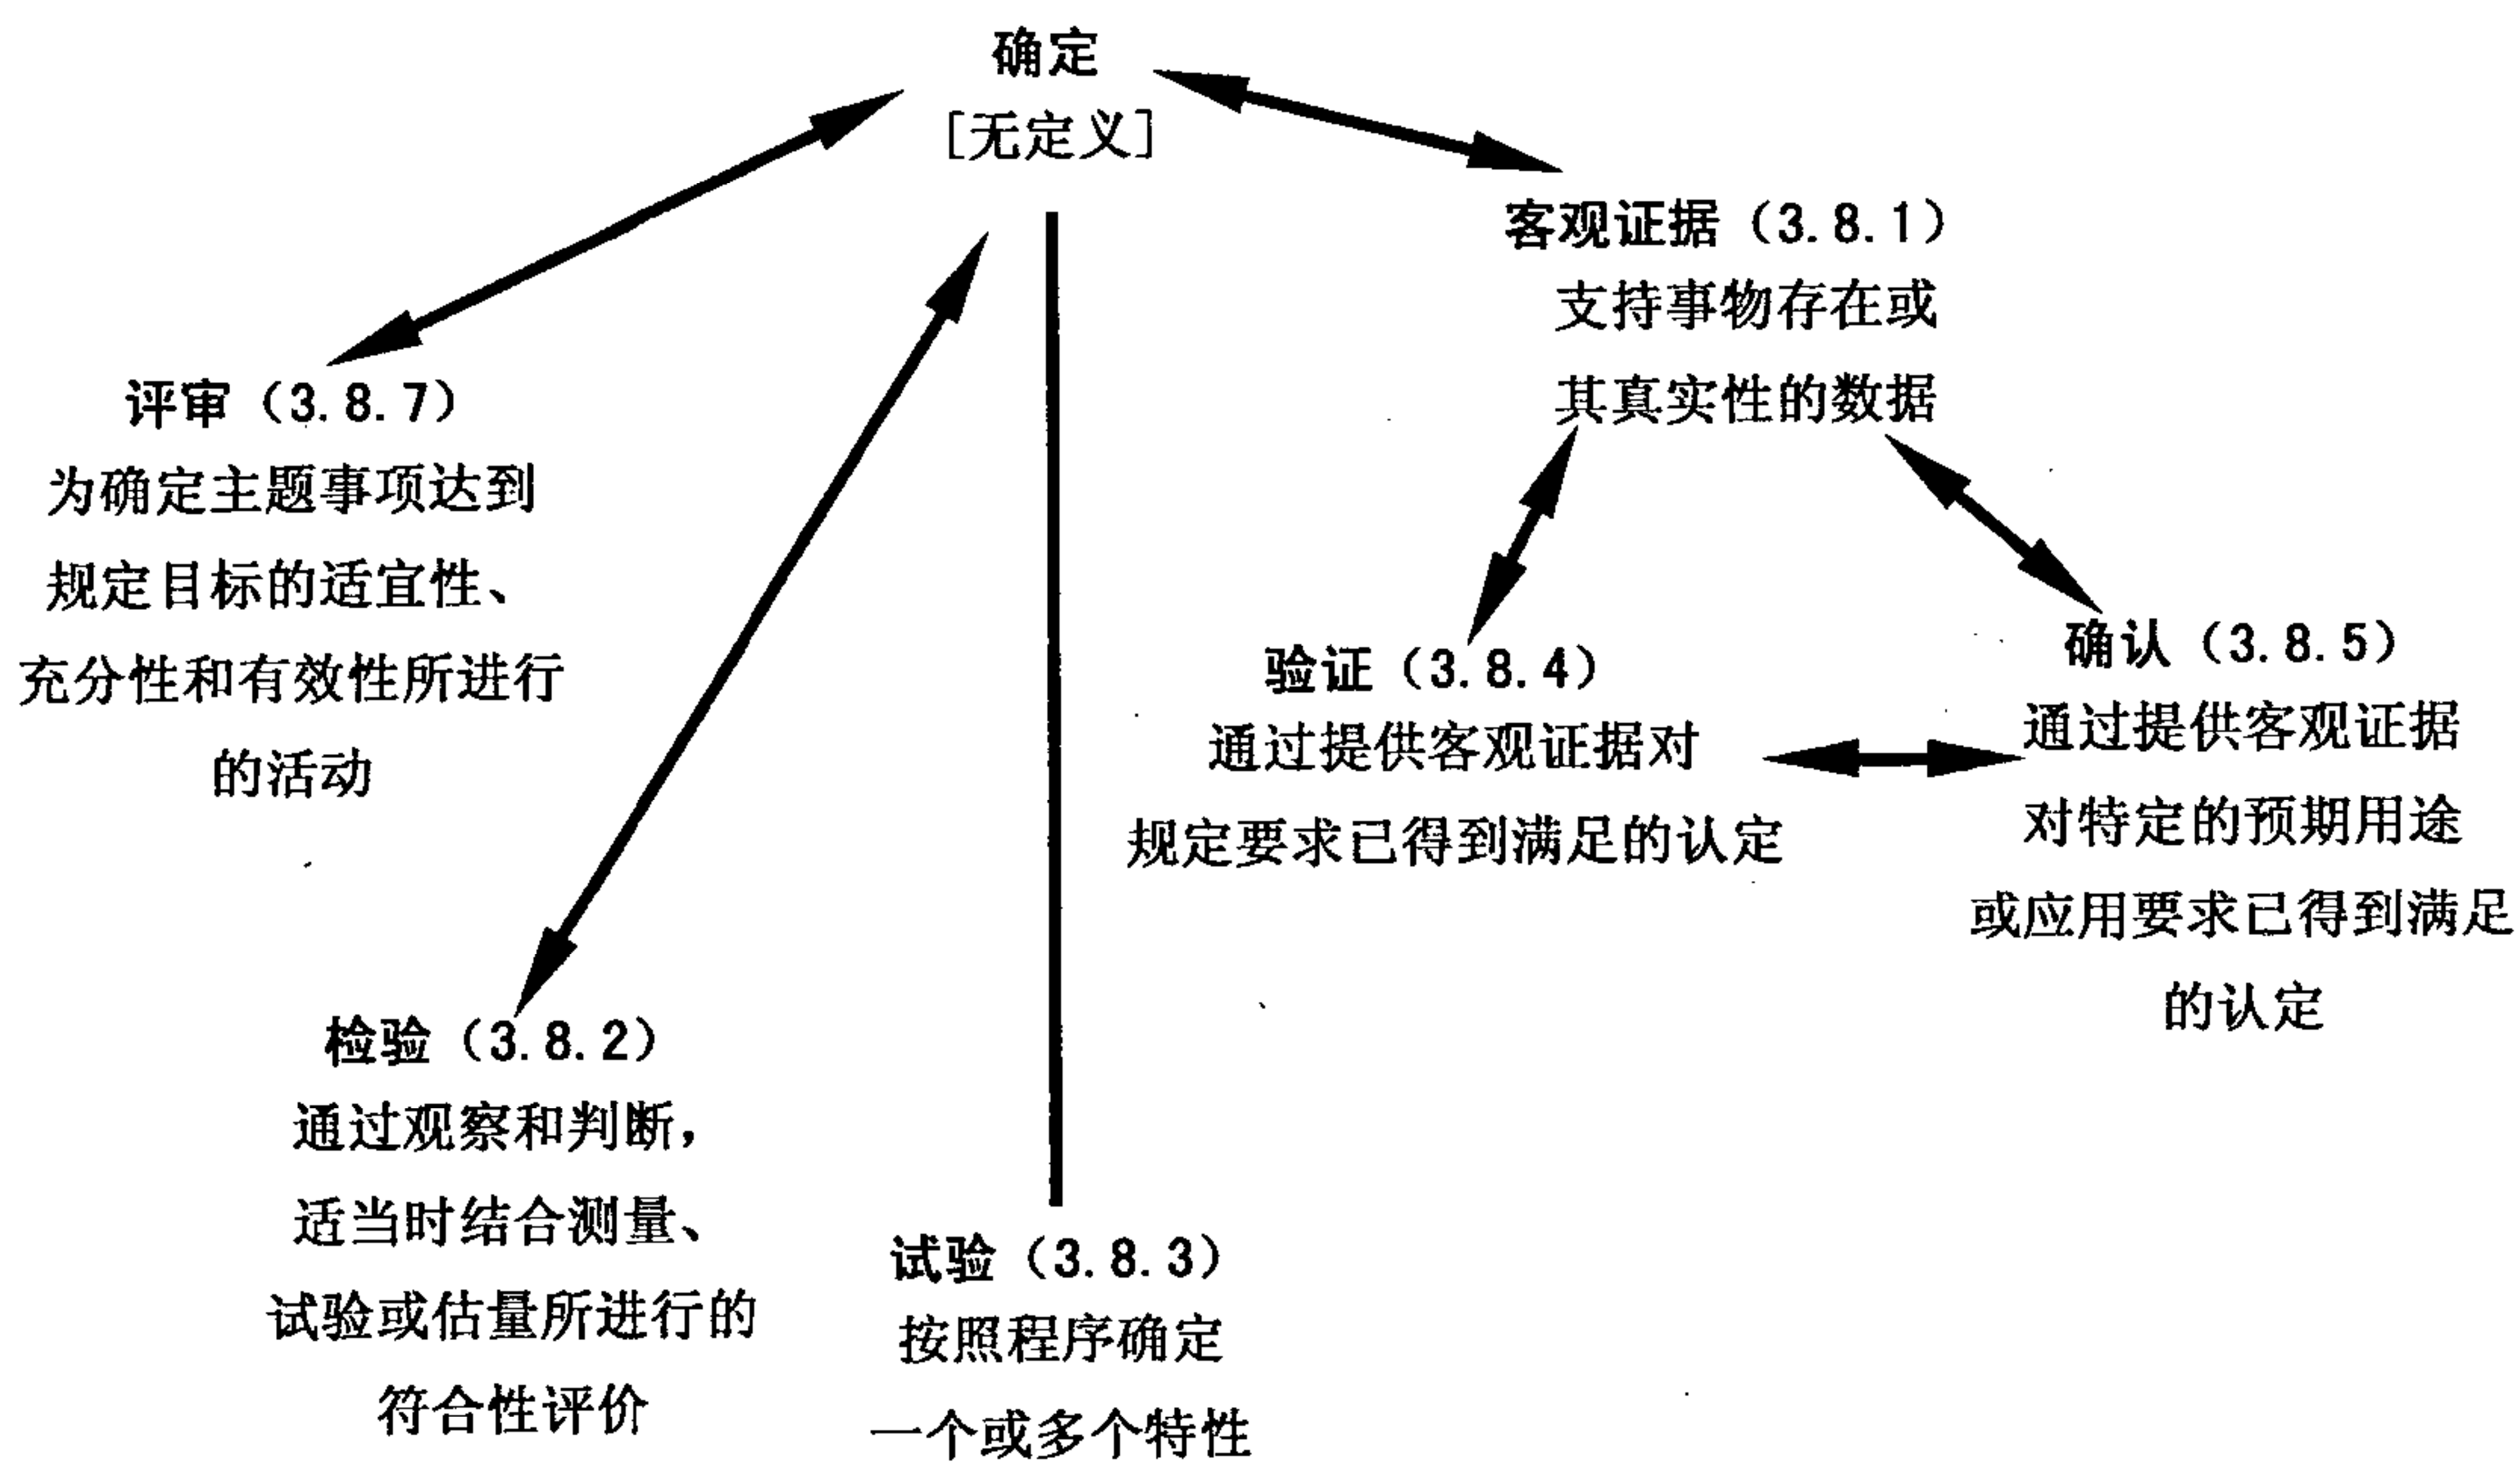 确定
[无定义]
客观证据（3.8.1）
支持事物存在或
其真实性的数据
评审（3.8.7）
为确定主题事项达到
规定目标的适宜性、
充分性和有效性所进行
的活动
验证（3.8.4）
通过提供客观证据对
规定要求已得到满足的认定
确认（3.8.5）
通过提供客观证据
对特定的预期用途
或应用要求已得到满足
的认定
检验（3.8.2）
通过观察和判断，
适当时结合测量、
试验或估量所进行的
符合性评价
试验（3.8.3）
按照程序确定
一个或多个特性